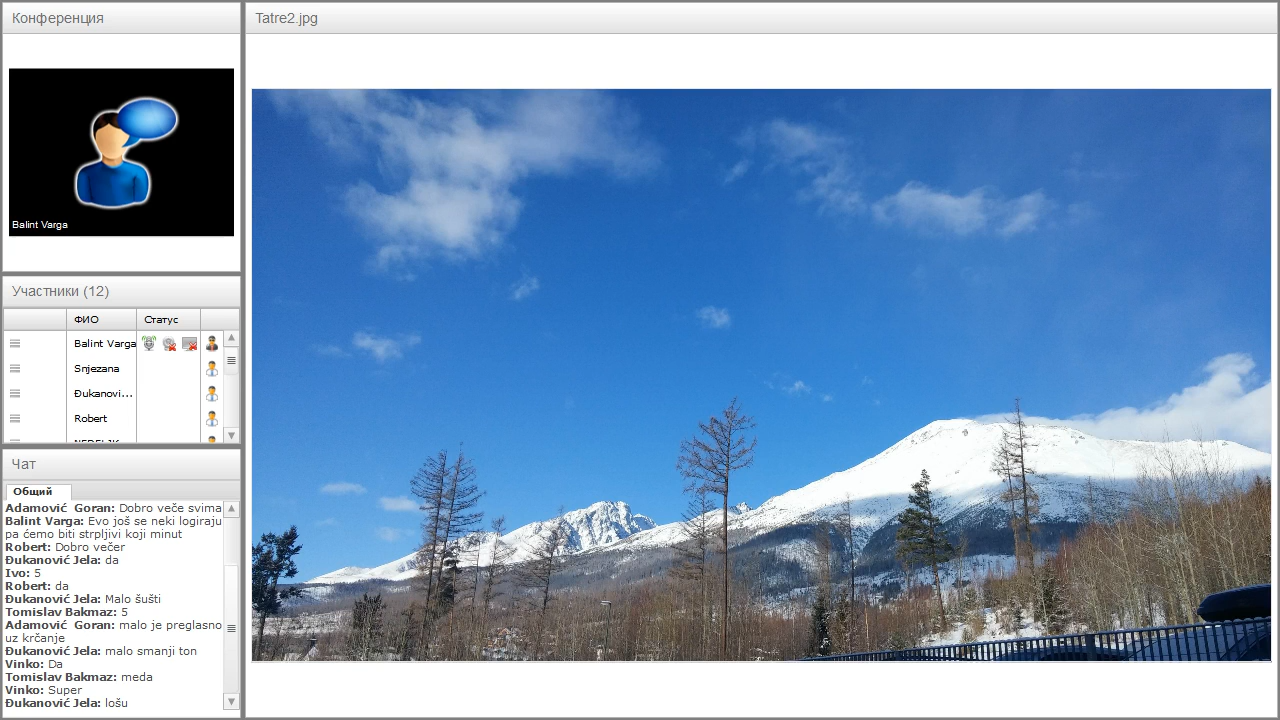 Конференция
Balint Varga
Участники (12)
ФИО Статус
Balint Varga
Snjezana
Đukanovi...
Robert
Чат
Общий
Adamović Goran: Dobro veče svima
Balint Varga: Evo još se neki logiraju
pa ćemo biti strpljivi koji minut
Robert: Dobro večer
Đukanović Jela: da
Ivo: 5
Robert: da
Đukanović Jela: Malo šušti
Tomislav Bakmaz: 5
Adamović Goran: malo je preglasno
uz krčanje
Đukanović Jela: malo smanji ton
Vinko: Da
Tomislav Bakmaz: meda
Vinko: Super
Đukanović Jela: lošu
Tatre2.jpg